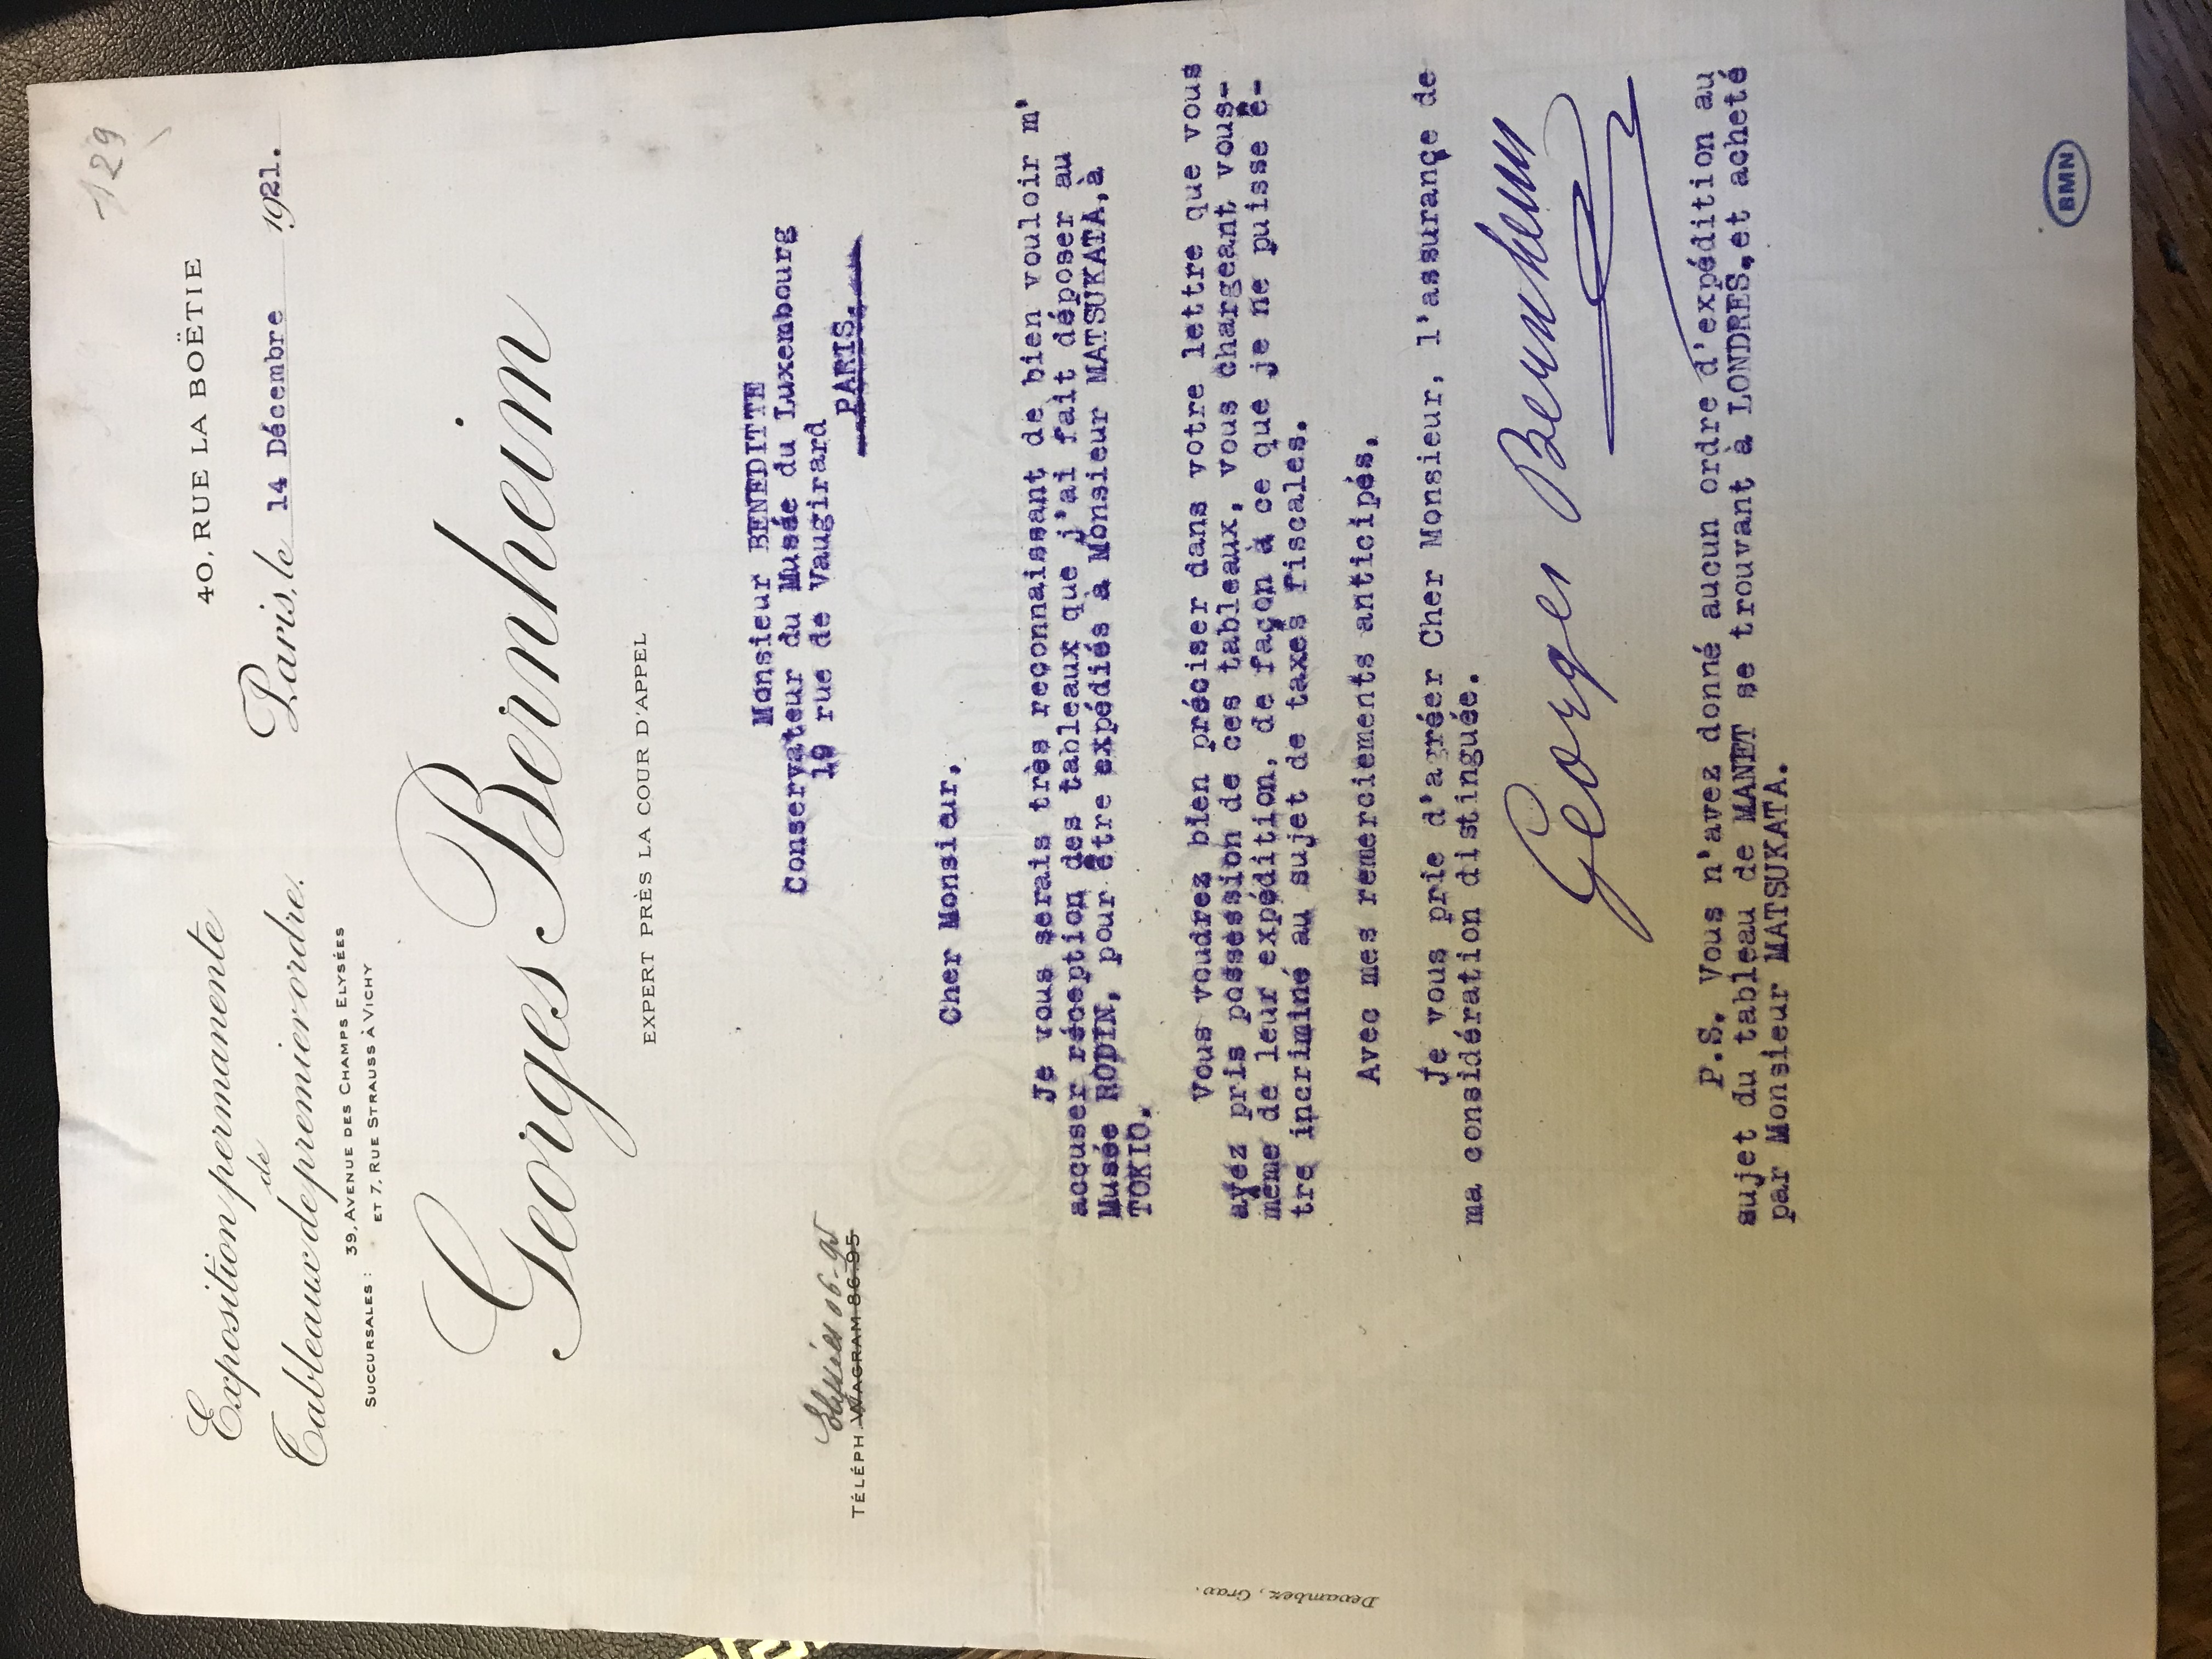 129
40, RUE LA BOËTIE
Exposition permanente
de
Tableaux de premier ordre.
Paris, le 14 Décembre 1921.
SUCCURSALES : 39, AVENUE DES CHAMPS ELYSÉES
ET 7, RUE STRAUSS À VICHY
Georges Bernheim
EXPERT PRÈS LA COUR D'APPEL
Monsieur BENEDITTE
Conservateur du Musée du Luxembourg
19 rue de Vaugirard
PARIS.
Elysées 06-95
TÉLÉPH. WAGRAM 86-95
Cher Monsieur,
Je vous serais très reconnaissant de bien vouloir m'
accuser réception des tableaux que j'ai fait déposer au
Musée RODIN, pour être expédiés à Monsieur MATSUKATA,à
TOKIO.
Vous voudrez bien préciser dans votre lettre que vous
avez pris possession de ces tableaux, vous chargeant vous-
même de leur expédition, de façon à ce que je ne puisse ê-
tre incriminé au sujet de taxes fiscales.
Avec mes remerciements anticipés,
Je vous prie d'agréer Cher Monsieur, l'assurance de
ma considération distinguée.
Georges Bernheim
P.S. Vous n'avez donné aucun ordre d'expédition au
sujet du tableau de MANET se trouvant à LONDRES,et acheté
par Monsieur MATSUKATA.
Devambez, Grav.
BMN